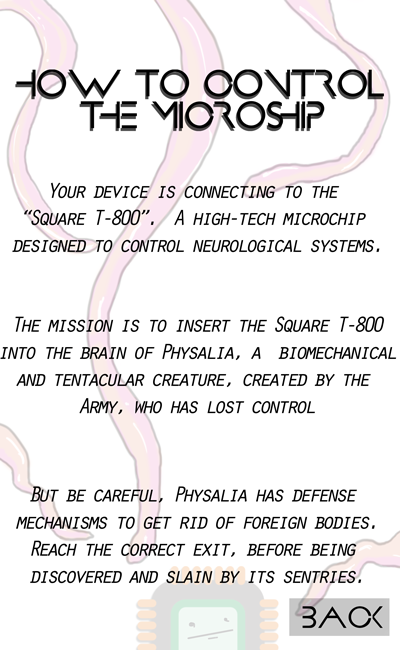 HOW TO CONTROL
THE MICROSHIP
Your device is connecting to the
“Square T-800”. A high-tech microchip
designed to control neurological systems.
The mission is to insert the Square T-800
into the brain of Physalia, a biomechanical
and tentacular creature, created by the
Army, who has lost control
But be careful, Physalia has defense
mechanisms to get rid of foreign bodies.
Reach the correct exit, before being
discovered and slain by its sentries.
BACK